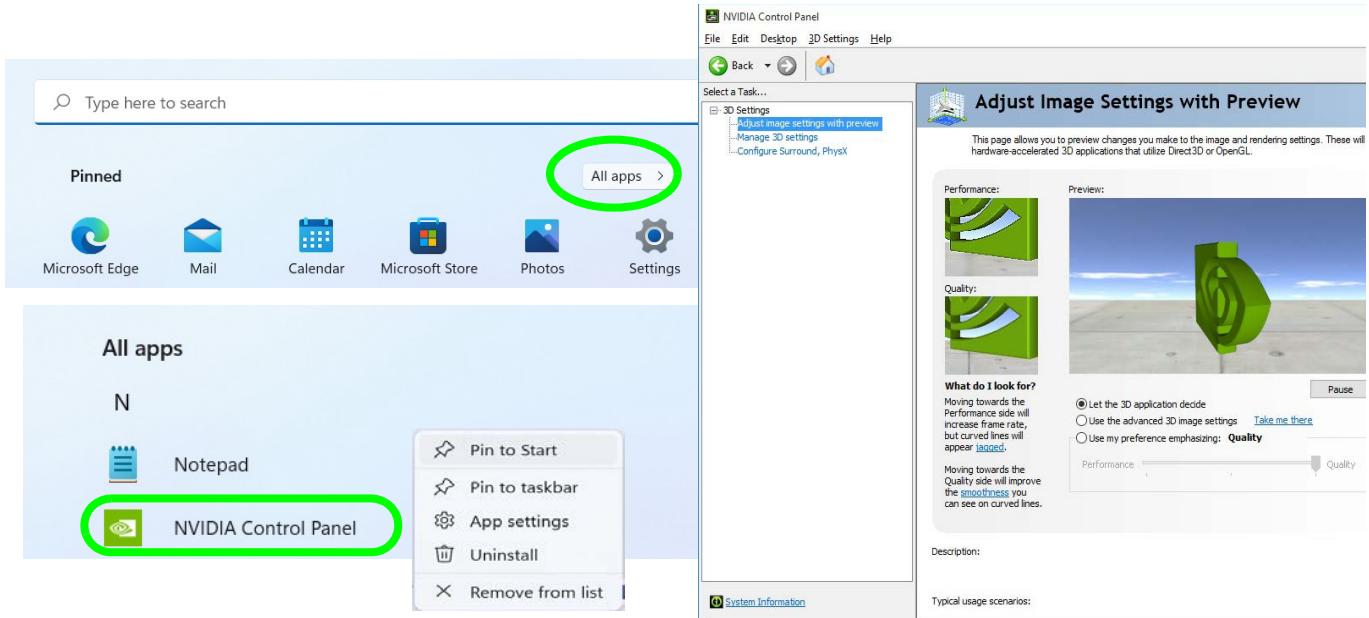 Type here to search
Pinned
All apps >
Microsoft Edge
Mail
Calendar
Microsoft Store
Photos
Settings
All apps
N
Notepad
NVIDIA Control Panel
Pin to Start
Pin to taskbar
App settings
Uninstall
Remove from list
NVIDIA Control Panel
File Edit Desktop 3D Settings Help
Back
Select a Task...
3D Settings
Adjust image settings with preview
Manage 3D settings
Configure Surround, PhysX
System Information
Adjust Image Settings with Preview
This page allows you to preview changes you make to the image and rendering settings. These will
hardware-accelerated 3D applications that utilize Direct3D or OpenGL.
Performance:
Quality:
What do I look for?
Moving towards the
Performance side will
increase frame rate,
but curved lines will
appear jagged.
Moving towards the
Quality side will improve
the smoothness you
can see on curved lines.
Preview:
Pause
Let the 3D application decide
Use the advanced 3D image settings Take me there
Use my preference emphasizing: Quality
Performance Quality
Description:
Typical usage scenarios: